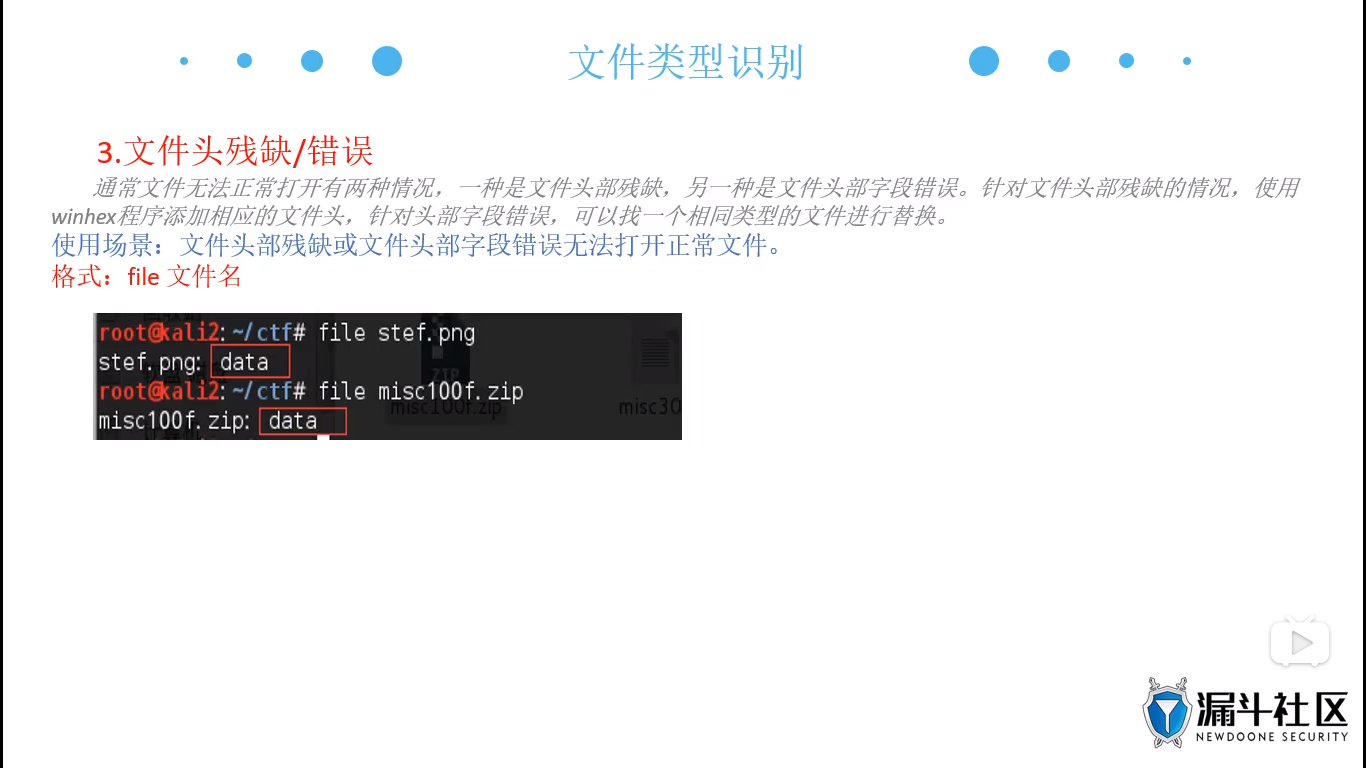 文件类型识别
3.文件头残缺/错误
通常文件无法正常打开有两种情况，一种是文件头部残缺，另一种是文件头部字段错误。针对文件头部残缺的情况，使用
winhex程序添加相应的文件头，针对头部字段错误，可以找一个相同类型的文件进行替换。
使用场景：文件头部残缺或文件头部字段错误无法打开正常文件。
格式：file 文件名
root@kali2:~/ctf# file stef.png
stef.png: data
root@kali2:~/ctf# file misc100f.zip
misc100f.zip: data
ZIP
misc100f.zip
misc30
漏斗社区
NEWDOONE SECURITY